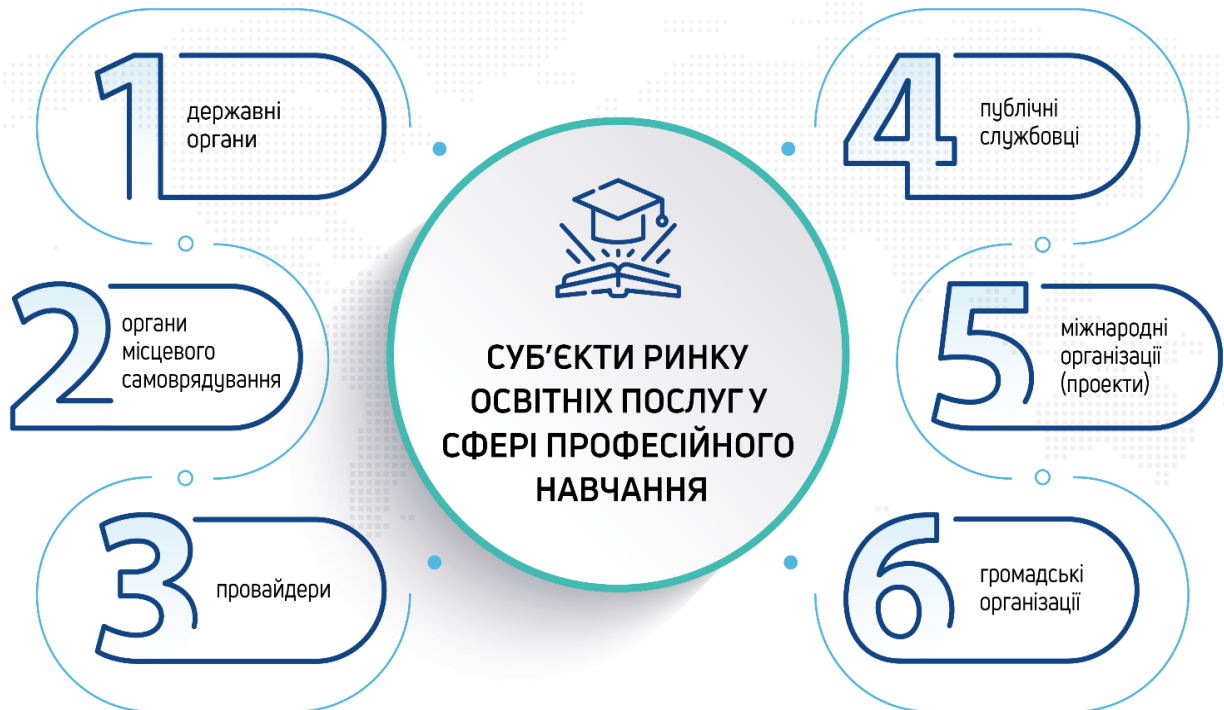 1
державні
органи
2
органи
місцевого
самоврядування
3
провайдери
СУБ’ЄКТИ РИНКУ
ОСВІТНІХ ПОСЛУГ У
СФЕРІ ПРОФЕСІЙНОГО
НАВЧАННЯ
4
публічні
службовці
5
міжнародні
організації
(проекти)
6
громадські
організації